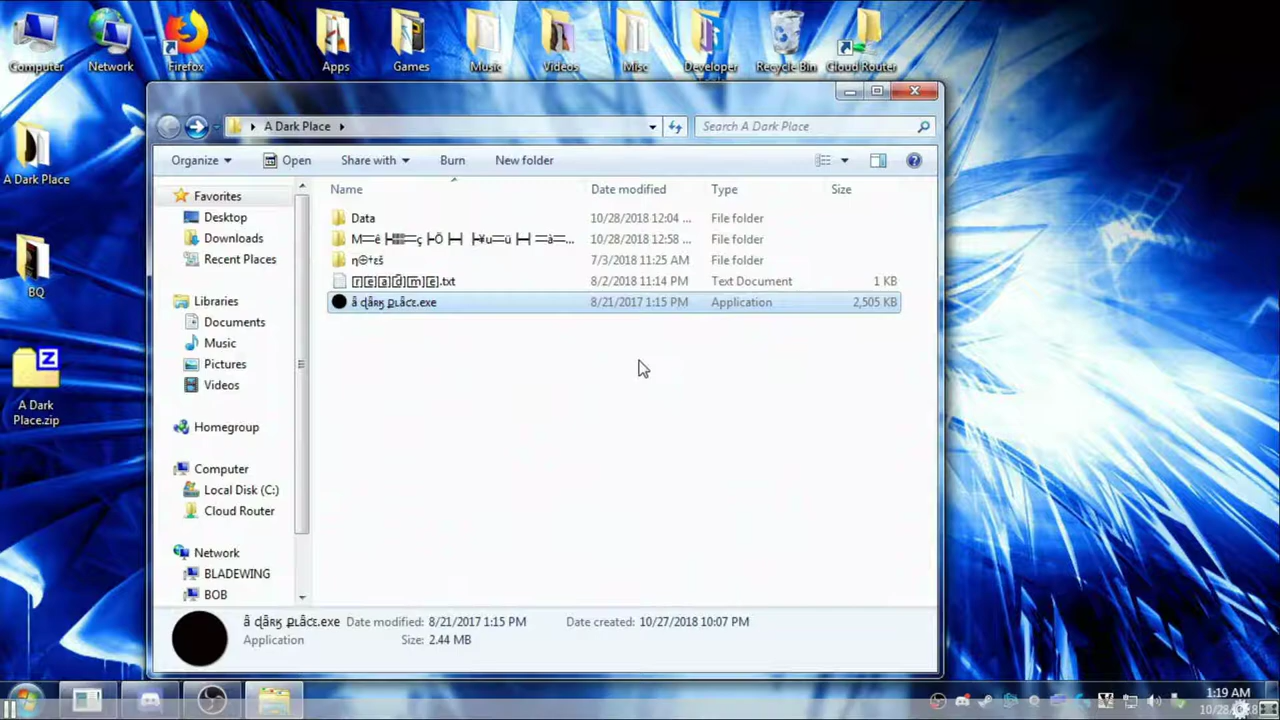 Computer
Network
Firefox
Apps
Games
Music
Videos
Misc
Developer
Recycle Bin
Cloud Router
A Dark Place
BQ
A Dark
Place.zip
A Dark Place
Search A Dark Place
Organize
Open
Share with
Burn
New folder
Name
Date modified
Type
Size
Favorites
Desktop
Downloads
Recent Places
Libraries
Documents
Music
Pictures
Videos
Homegroup
Computer
Local Disk (C:)
Cloud Router
Network
BLADEWING
BOB
Data 10/28/2018 12:04 ... File folder
10/28/2018 12:58 ... File folder
7/3/2018 11:25 AM File folder
.txt 8/2/2018 11:14 PM Text Document 1 KB
.exe 8/21/2017 1:15 PM Application 2,505 KB
.exe Date modified: 8/21/2017 1:15 PM Date created: 10/27/2018 10:07 PM
Application Size: 2.44 MB
1:19 AM
10/28/2018